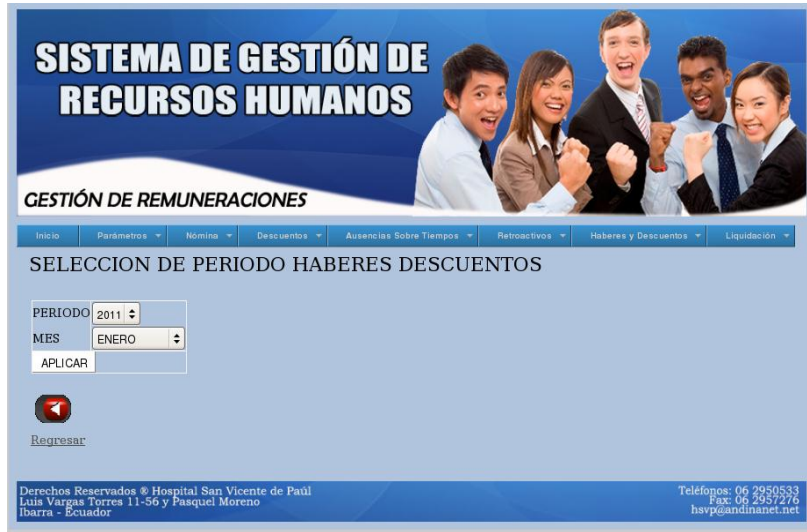 SISTEMA DE GESTIÓN DE
RECURSOS HUMANOS
GESTIÓN DE REMUNERACIONES
Inicio Parámetros Nómina Descuentos Ausencias Sobre Tiempos Retroactivos Haberes y Descuentos Liquidación
SELECCION DE PERIODO HABERES DESCUENTOS
PERIODO 2011
MES ENERO
APLICAR
Regresar
Derechos Reservados ® Hospital San Vicente de Paúl
Luis Vargas Torres 11-56 y Pasquel Moreno
Ibarra - Ecuador
Teléfonos: 06 2950533
Fax: 06 2957276
hsvp@andinanet.net